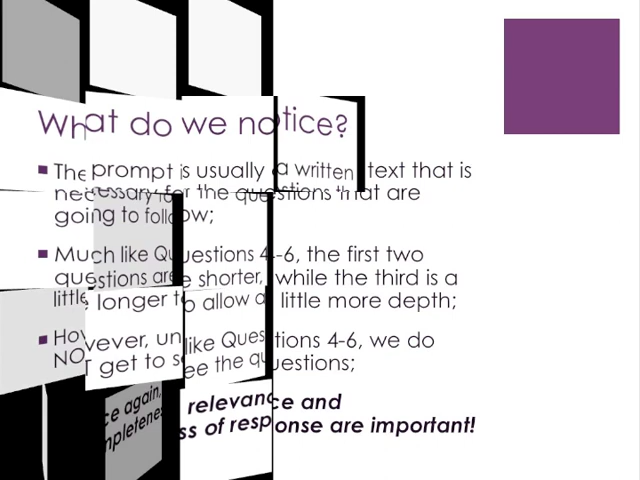 What do we notice?
The prompt is usually a written text that is
necessary for the questions that are
going to follow;
Much like Questions 4-6, the first two
questions are shorter, while the third is a
little longer to allow a little more depth;
However, unlike Questions 4-6, we do
NOT get to see the questions;
ce again, relevance and
mpleteness of response are important!